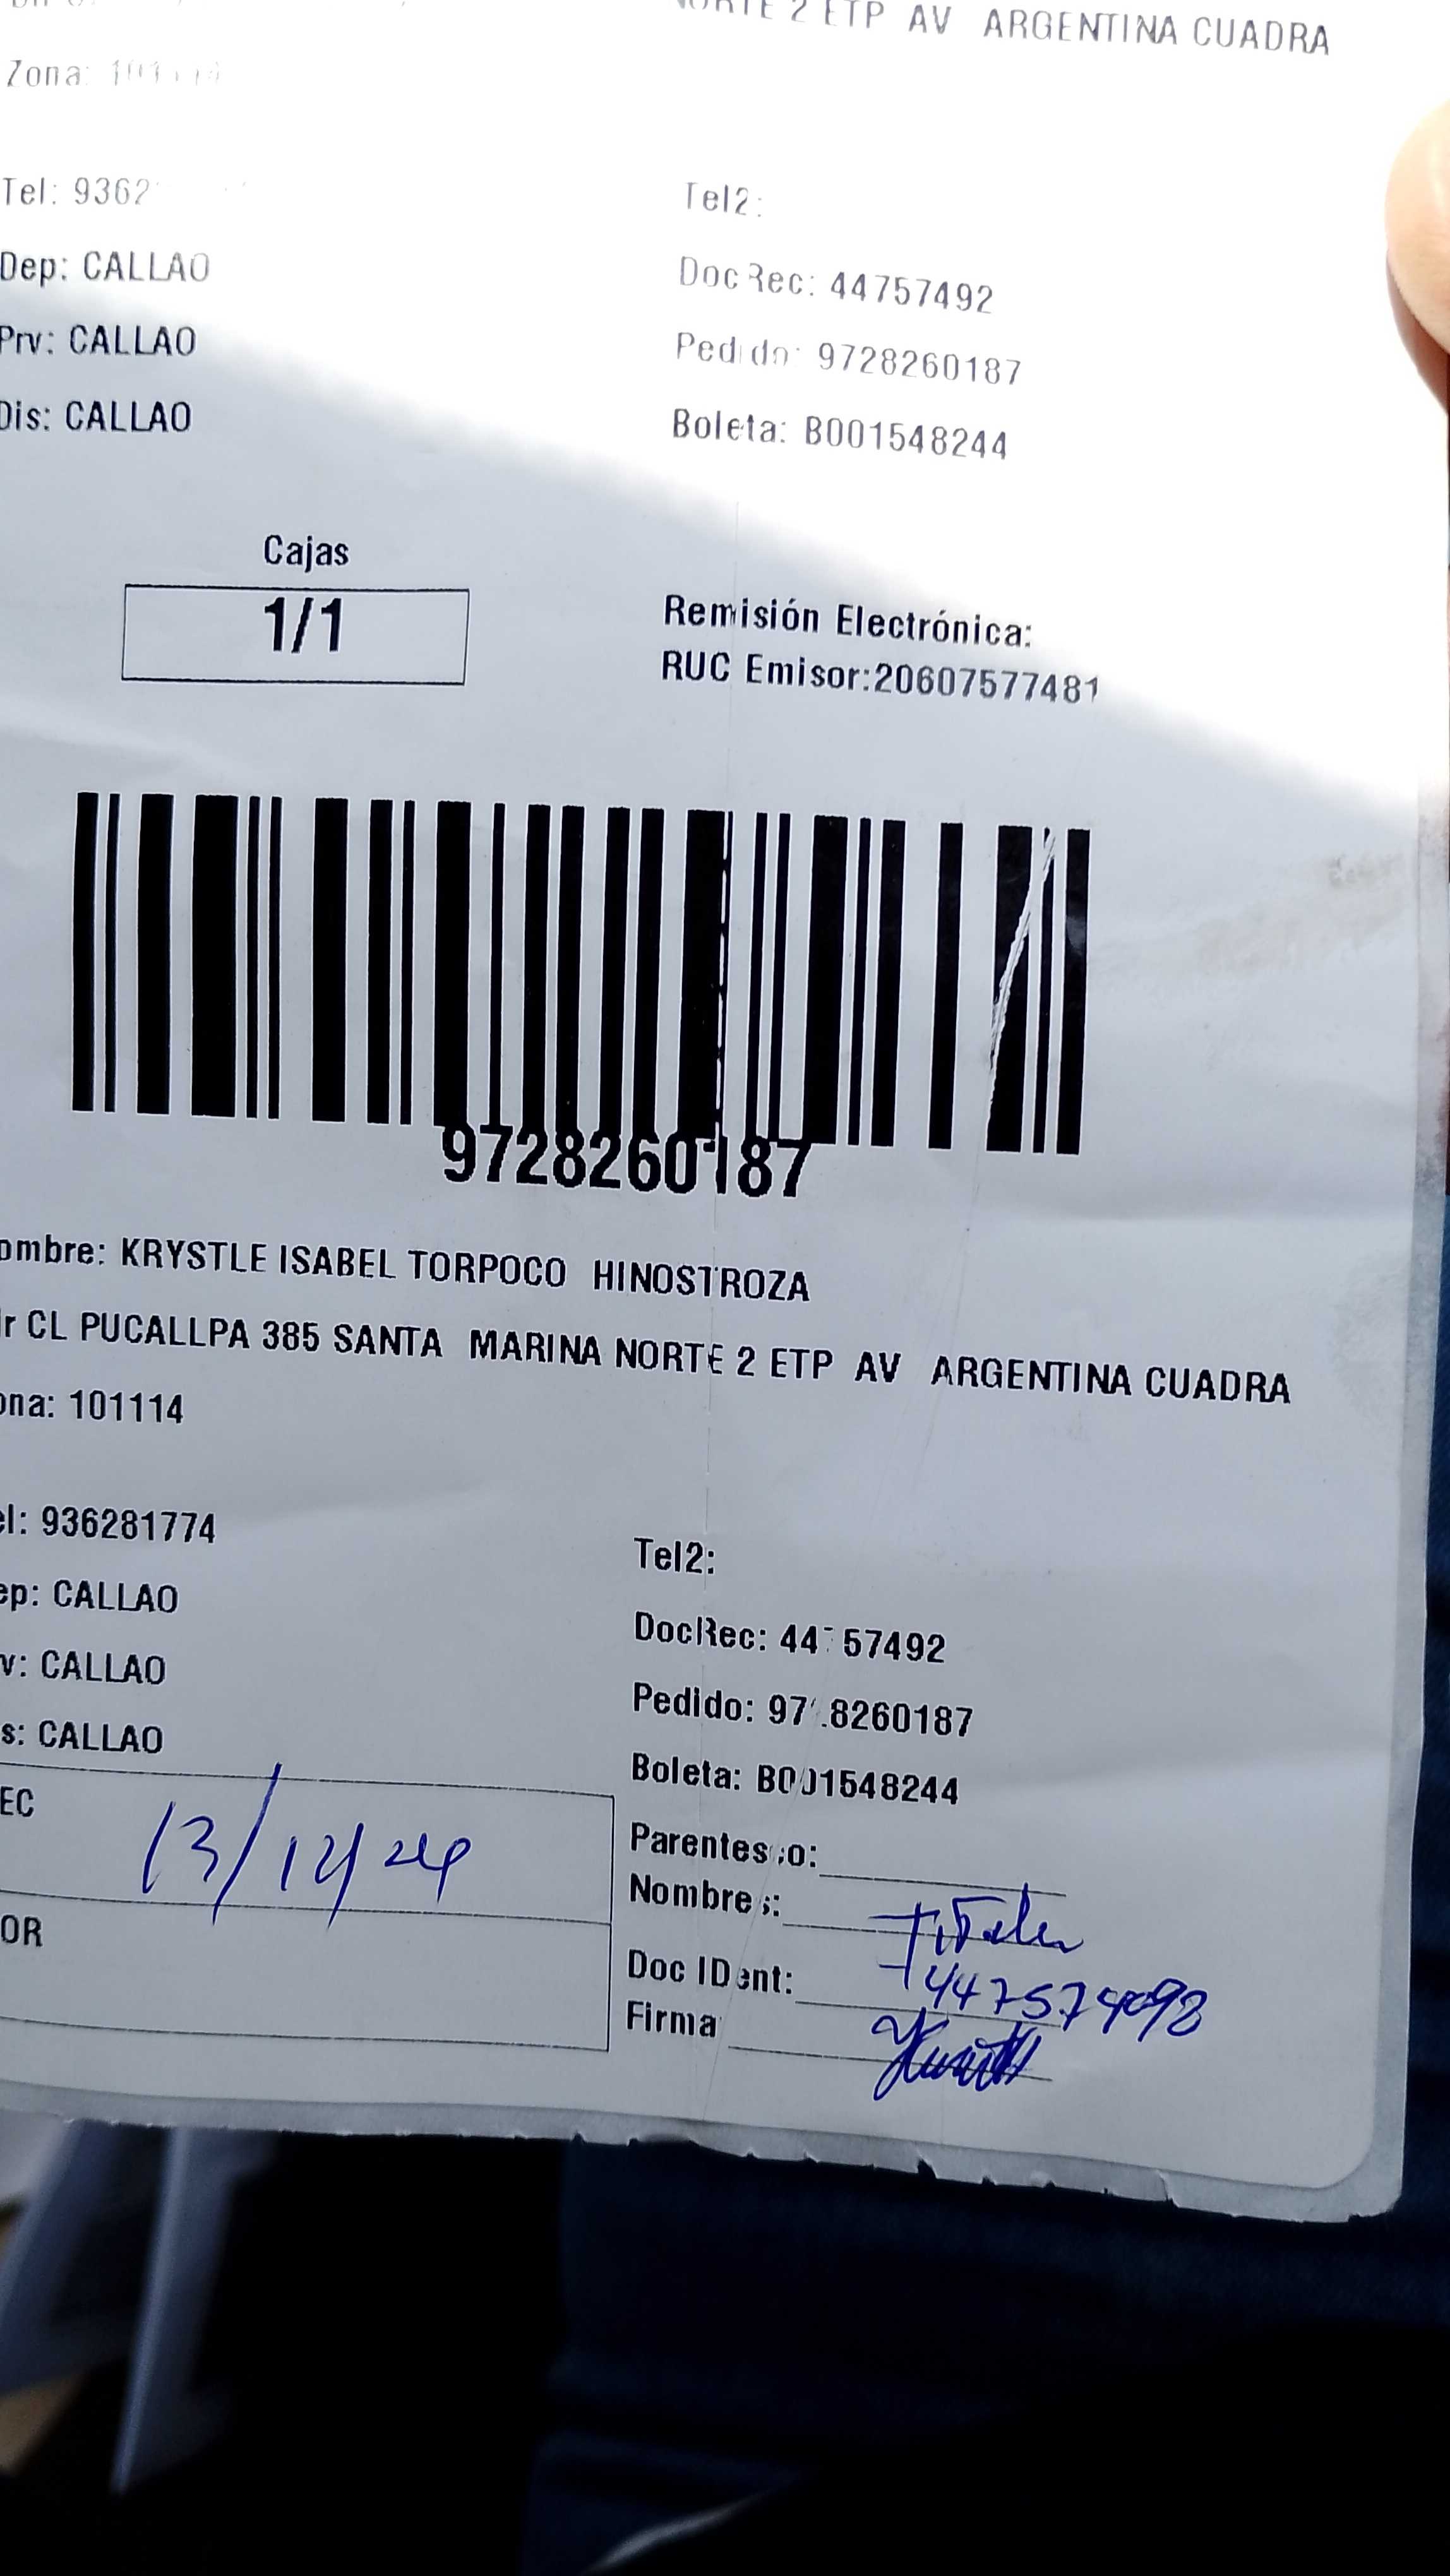 NORTE 2 ETP AV ARGENTINA CUADRA
Zona:
Tel: 9362
Tel2:
Dep: CALLAO
DocRec: 44757492
Prv: CALLAO
Pedido: 9728260187
Dis: CALLAO
Boleta: B001548244
Cajas
1/1
Remisión Electrónica:
RUC Emisor:20607577481
9728260187
ombre: KRYSTLE ISABEL TORPOCO HINOSTROZA
r CL PUCALLPA 385 SANTA MARINA NORTE 2 ETP AV ARGENTINA CUADRA
ona: 101114
el: 936281774
Tel2:
ep: CALLAO
DocRec: 44757492
v: CALLAO
Pedido: 9728260187
s: CALLAO
Boleta: B001548244
EC 13/12/24
Parentesco:
Nombres:
OR
Doc IDent:
Firma